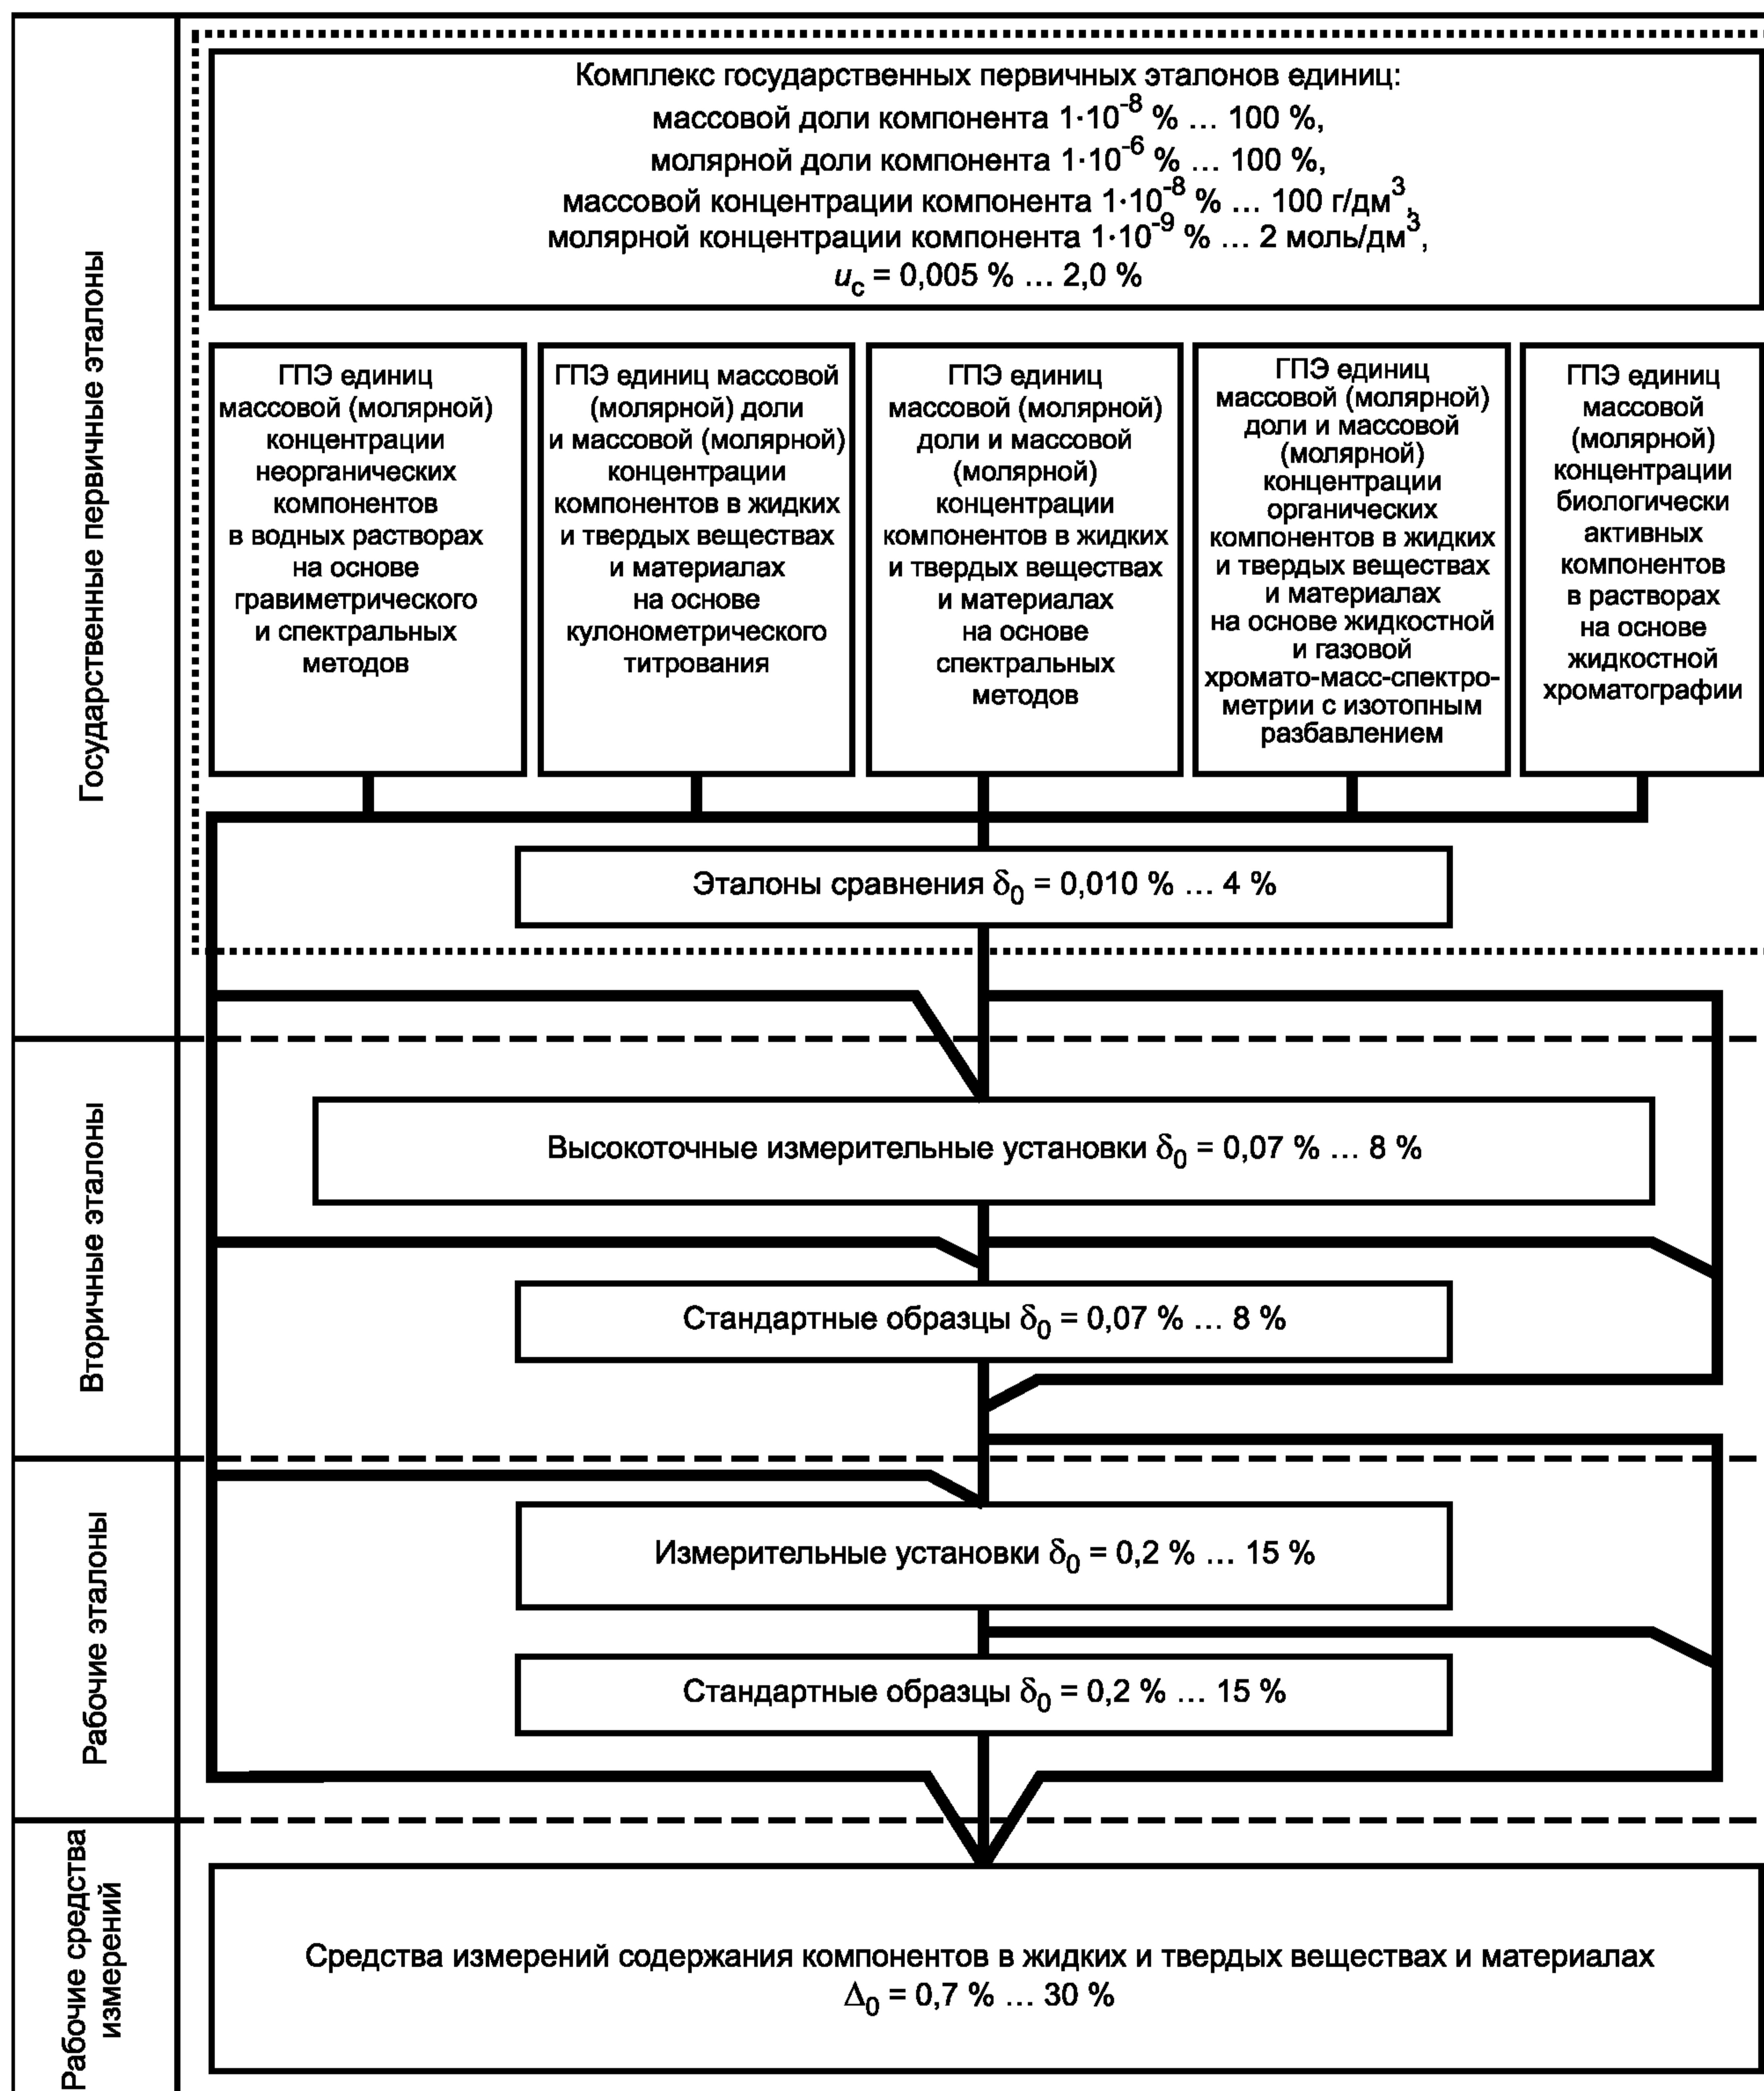 Государственные первичные эталоны
Комплекс государственных первичных эталонов единиц:
массовой доли компонента 1·10⁻⁸ % ... 100 %,
молярной доли компонента 1·10⁻⁶ % ... 100 %,
массовой концентрации компонента 1·10⁻⁸ % ... 100 г/дм³,
молярной концентрации компонента 1·10⁻⁹ % ... 2 моль/дм³,
u_c = 0,005 % ... 2,0 %
ГПЭ единиц
массовой (молярной)
концентрации
неорганических
компонентов
в водных растворах
на основе
гравиметрического
и спектральных
методов
ГПЭ единиц массовой
(молярной) доли
и массовой (молярной)
концентрации
компонентов в жидких
и твердых веществах
и материалах
на основе
кулонометрического
титрования
ГПЭ единиц
массовой (молярной)
доли и массовой
(молярной)
концентрации
компонентов в жидких
и твердых веществах
и материалах
на основе
спектральных
методов
ГПЭ единиц
массовой (молярной)
доли и массовой
(молярной)
концентрации
органических
компонентов в жидких
и твердых веществах
и материалах
на основе жидкостной
и газовой
хромато-масс-спектро-
метрии с изотопным
разбавлением
ГПЭ единиц
массовой
(молярной)
концентрации
биологически
активных
компонентов
в растворах
на основе
жидкостной
хроматографии
Эталоны сравнения δ₀ = 0,010 % ... 4 %
Вторичные эталоны
Высокоточные измерительные установки δ₀ = 0,07 % ... 8 %
Стандартные образцы δ₀ = 0,07 % ... 8 %
Рабочие эталоны
Измерительные установки δ₀ = 0,2 % ... 15 %
Стандартные образцы δ₀ = 0,2 % ... 15 %
Рабочие средства
измерений
Средства измерений содержания компонентов в жидких и твердых веществах и материалах
Δ₀ = 0,7 % ... 30 %